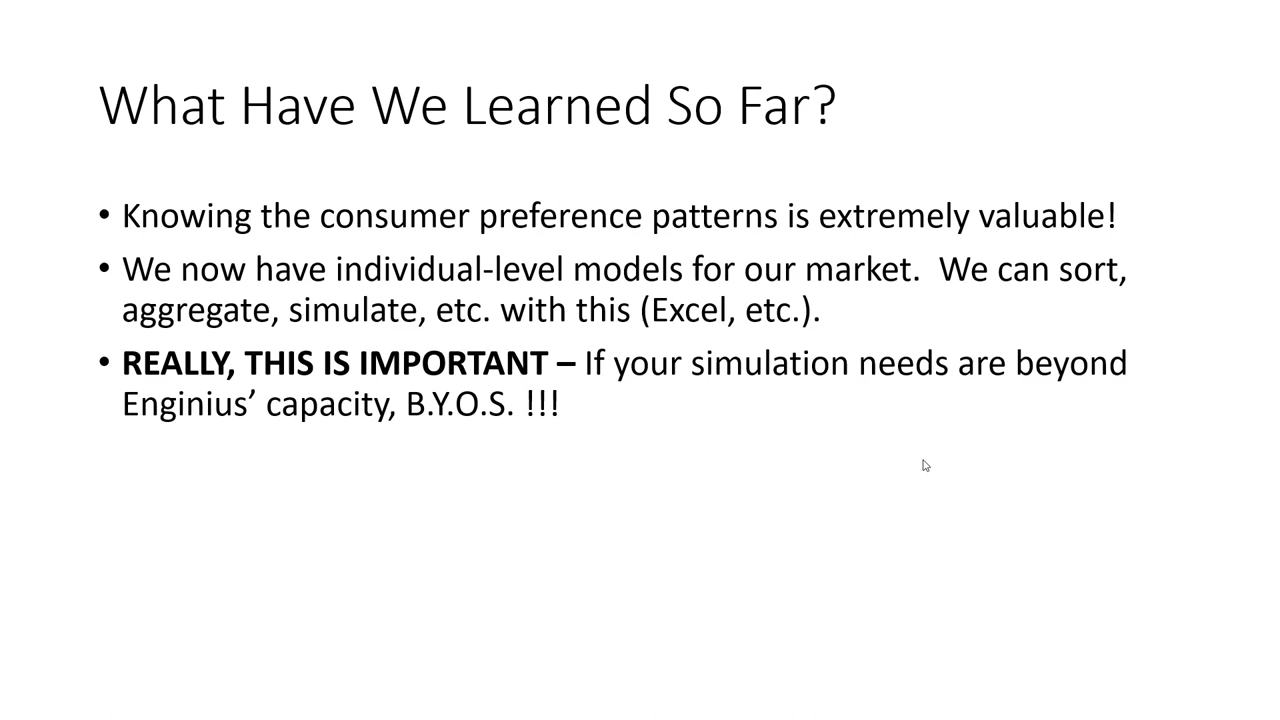 What Have We Learned So Far?
• Knowing the consumer preference patterns is extremely valuable!
• We now have individual-level models for our market.  We can sort,
aggregate, simulate, etc. with this (Excel, etc.).
• REALLY, THIS IS IMPORTANT – If your simulation needs are beyond
Enginius’ capacity, B.Y.O.S. !!!